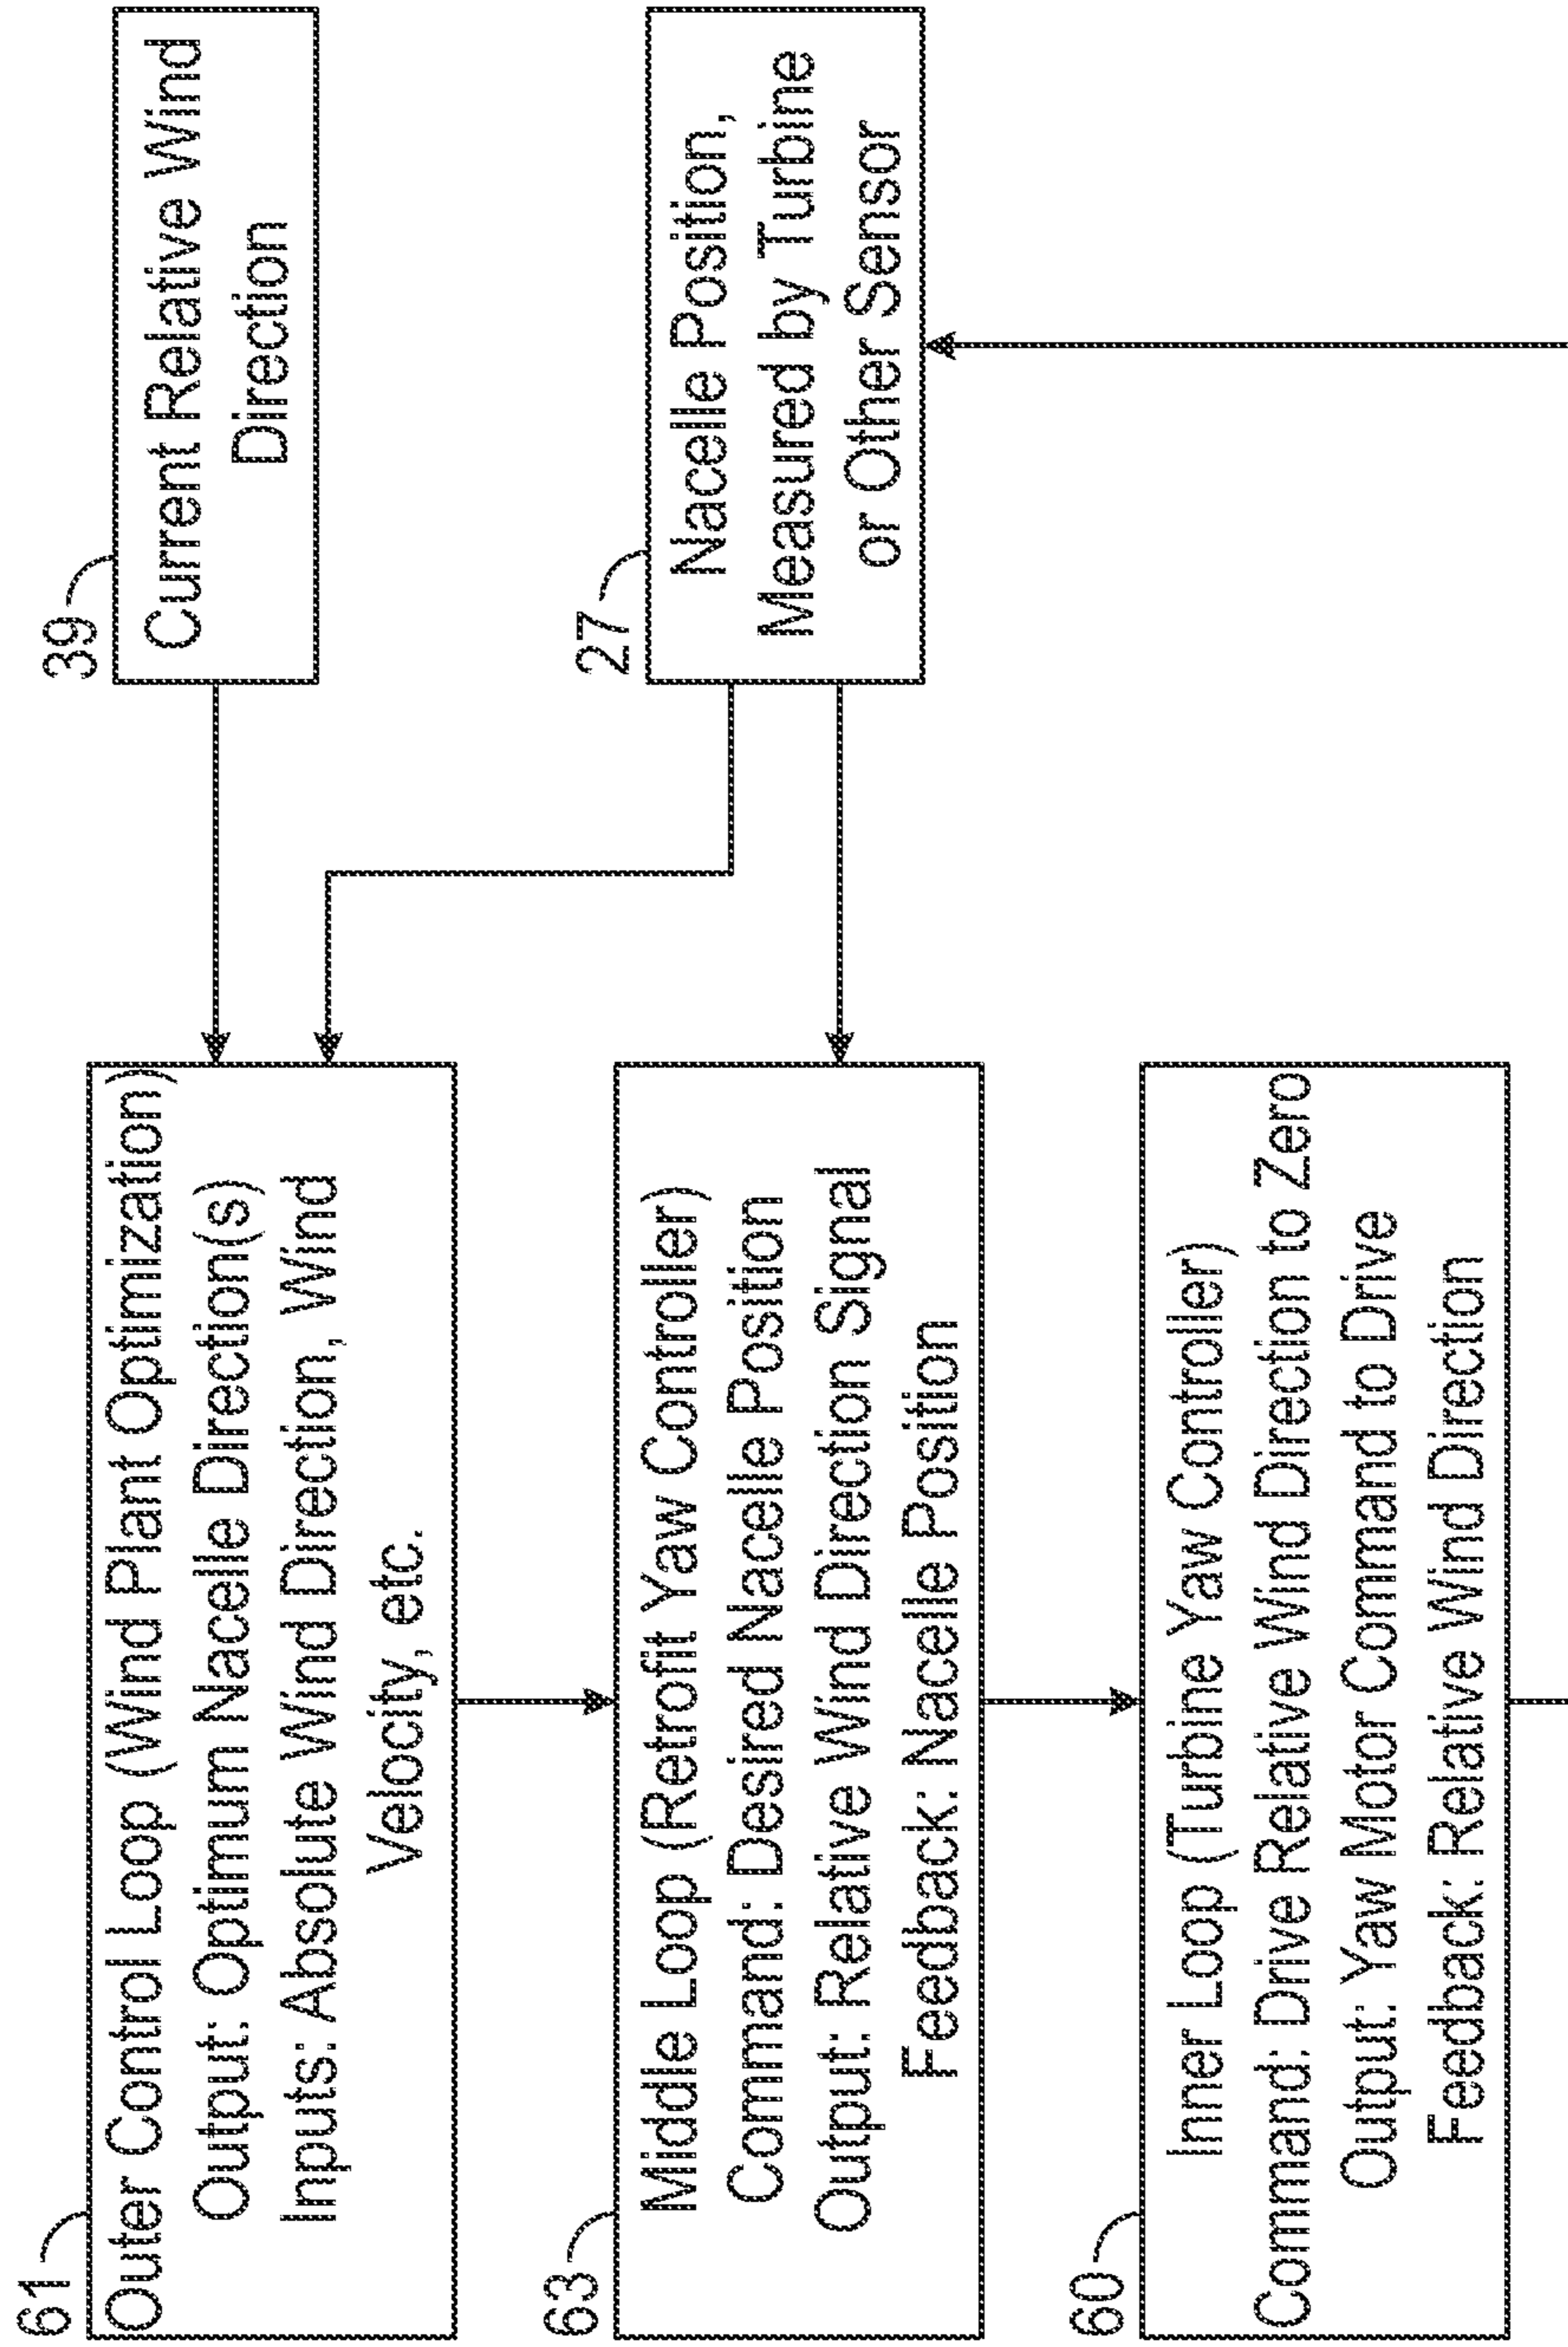 61
Outer Control Loop (Wind Plant Optimization)
Output: Optimum Nacelle Direction(s)
Inputs: Absolute Wind Direction, Wind
Velocity, etc.
39
Current Relative Wind
Direction
63
Middle Loop (Retrofit Yaw Controller)
Command: Desired Nacelle Position
Output: Relative Wind Direction Signal
Feedback: Nacelle Position
27
Nacelle Position,
Measured by Turbine
or Other Sensor
60
Inner Loop (Turbine Yaw Controller)
Command: Drive Relative Wind Direction to Zero
Output: Yaw Motor Command to Drive
Feedback: Relative Wind Direction